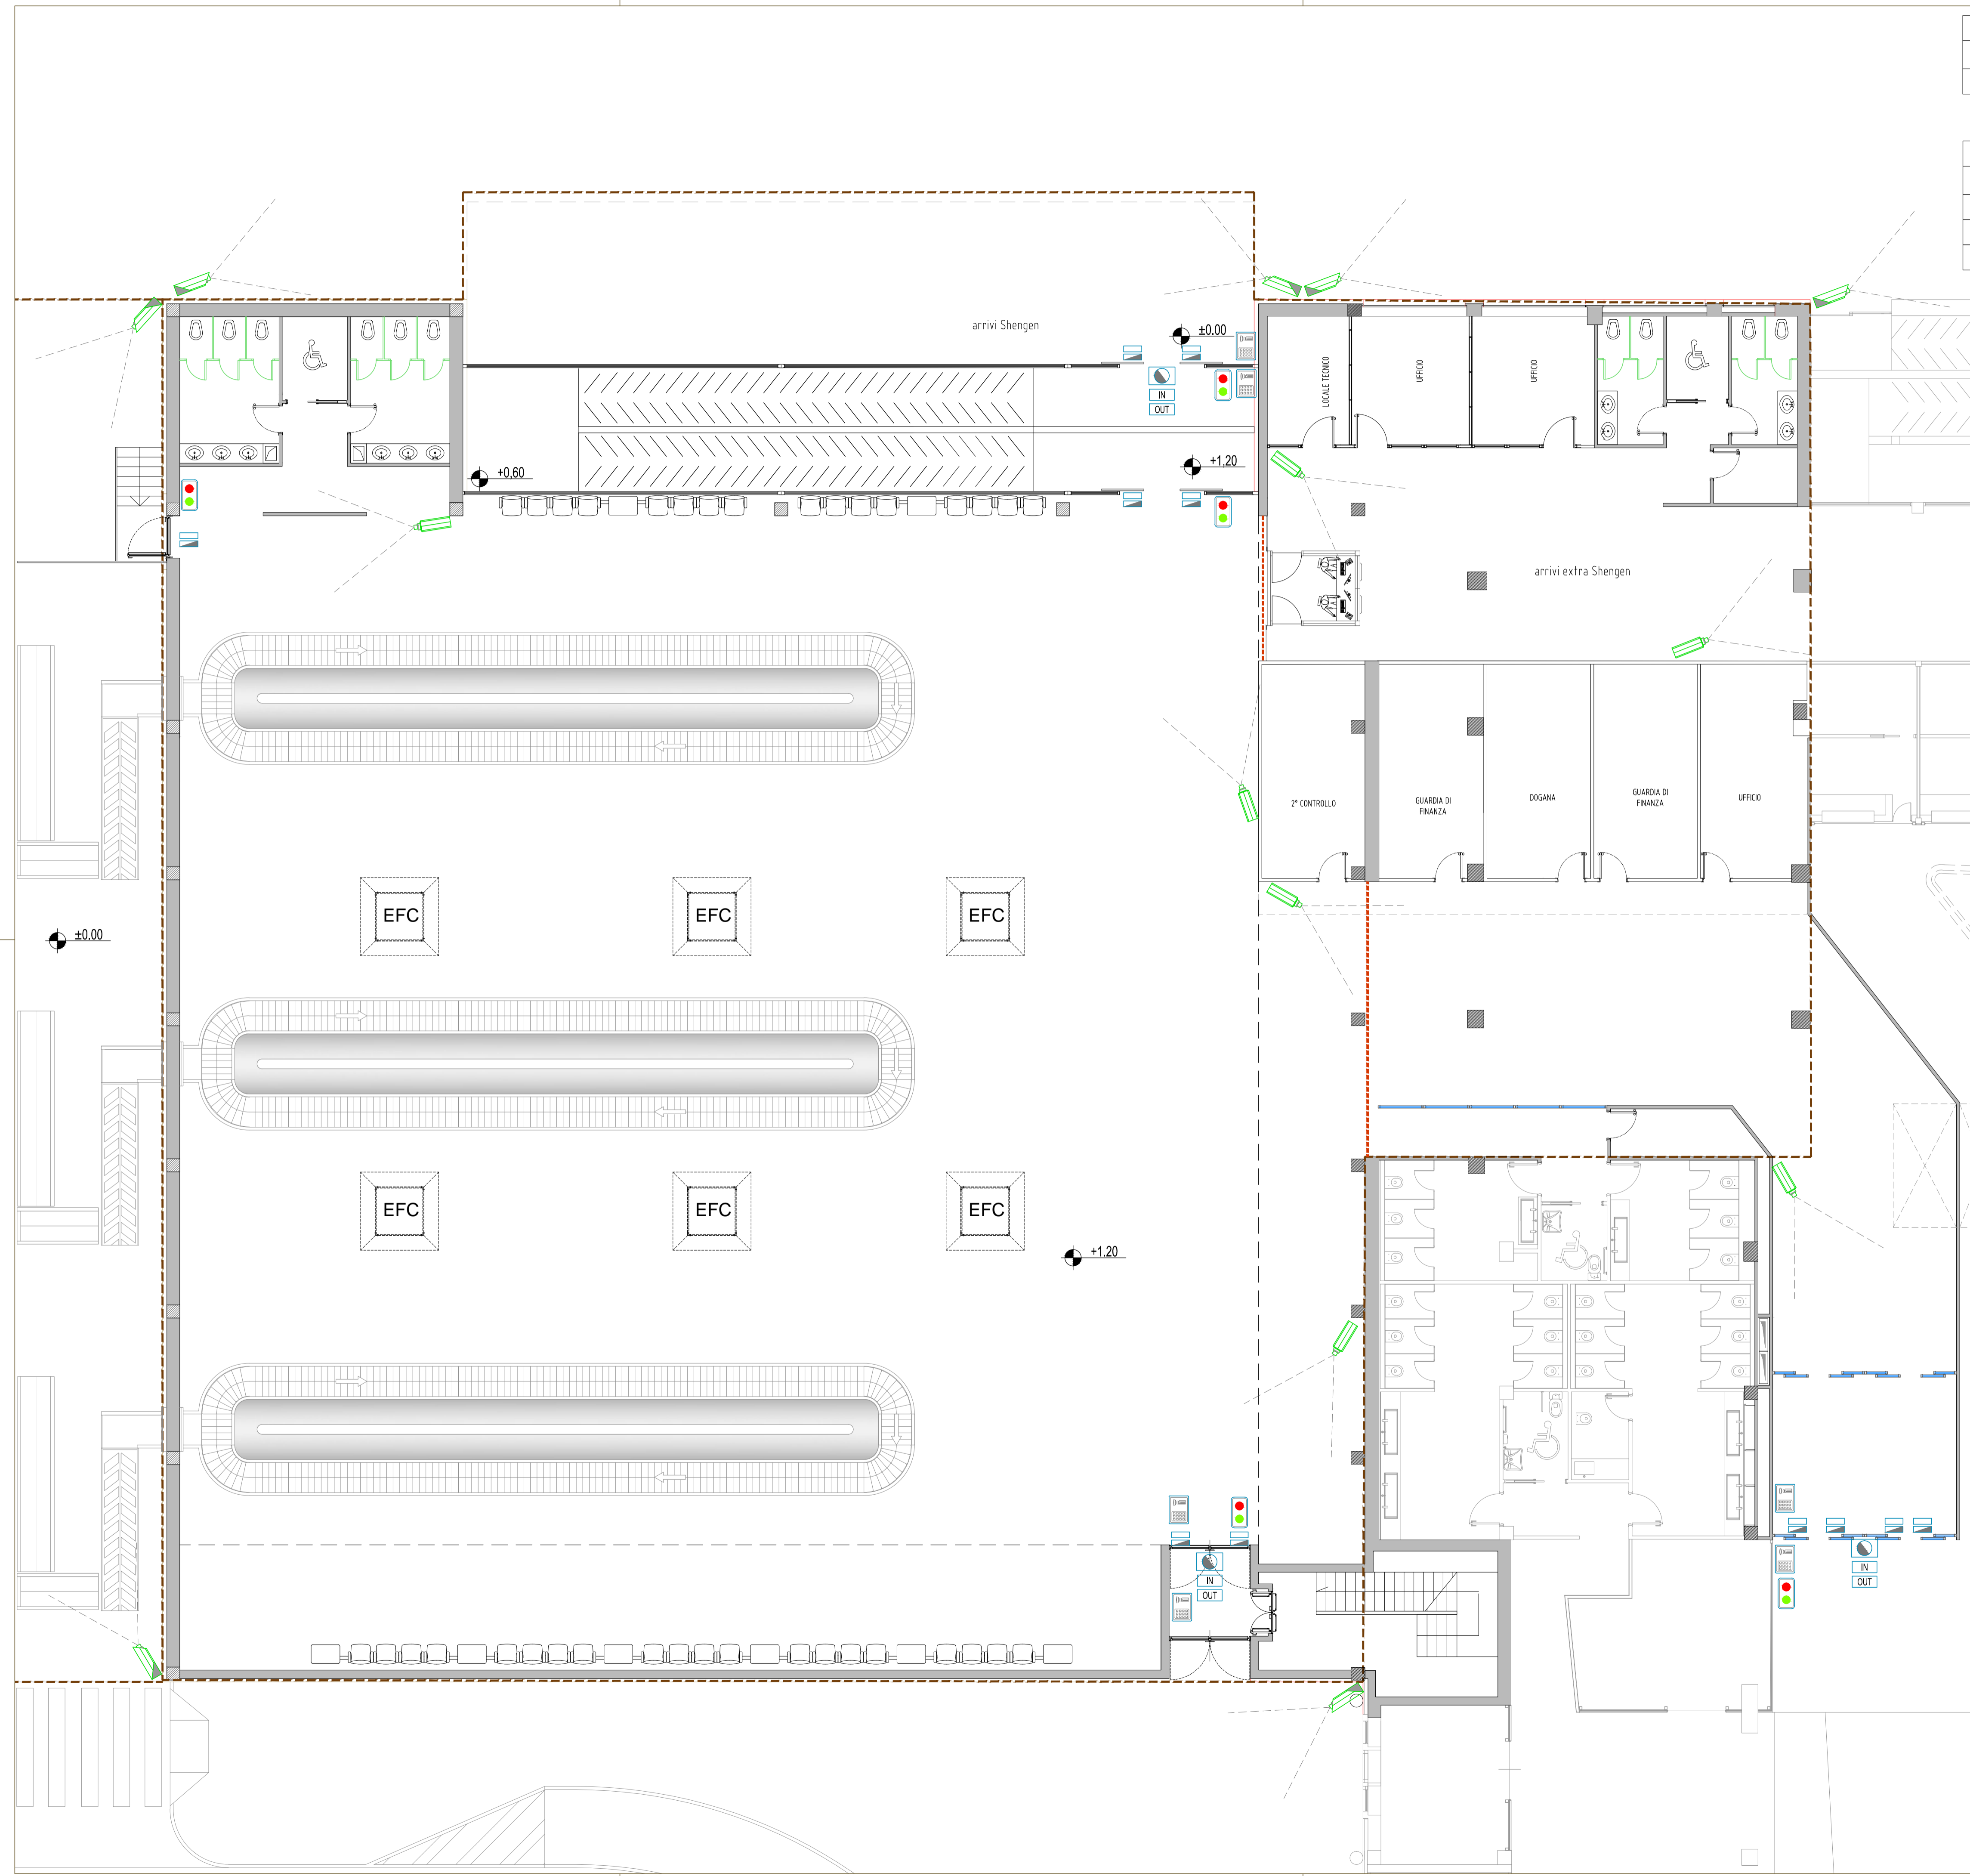 arrivi Shengen
±0.00
IN
OUT
LOCALE TECNICO
UFFICIO
UFFICIO
+0.60
+1,20
arrivi extra Shengen
2° CONTROLLO
GUARDIA DI
FINANZA
DOGANA
GUARDIA DI
FINANZA
UFFICIO
EFC
EFC
EFC
±0.00
EFC
EFC
EFC
+1.20
IN
OUT
IN
OUT